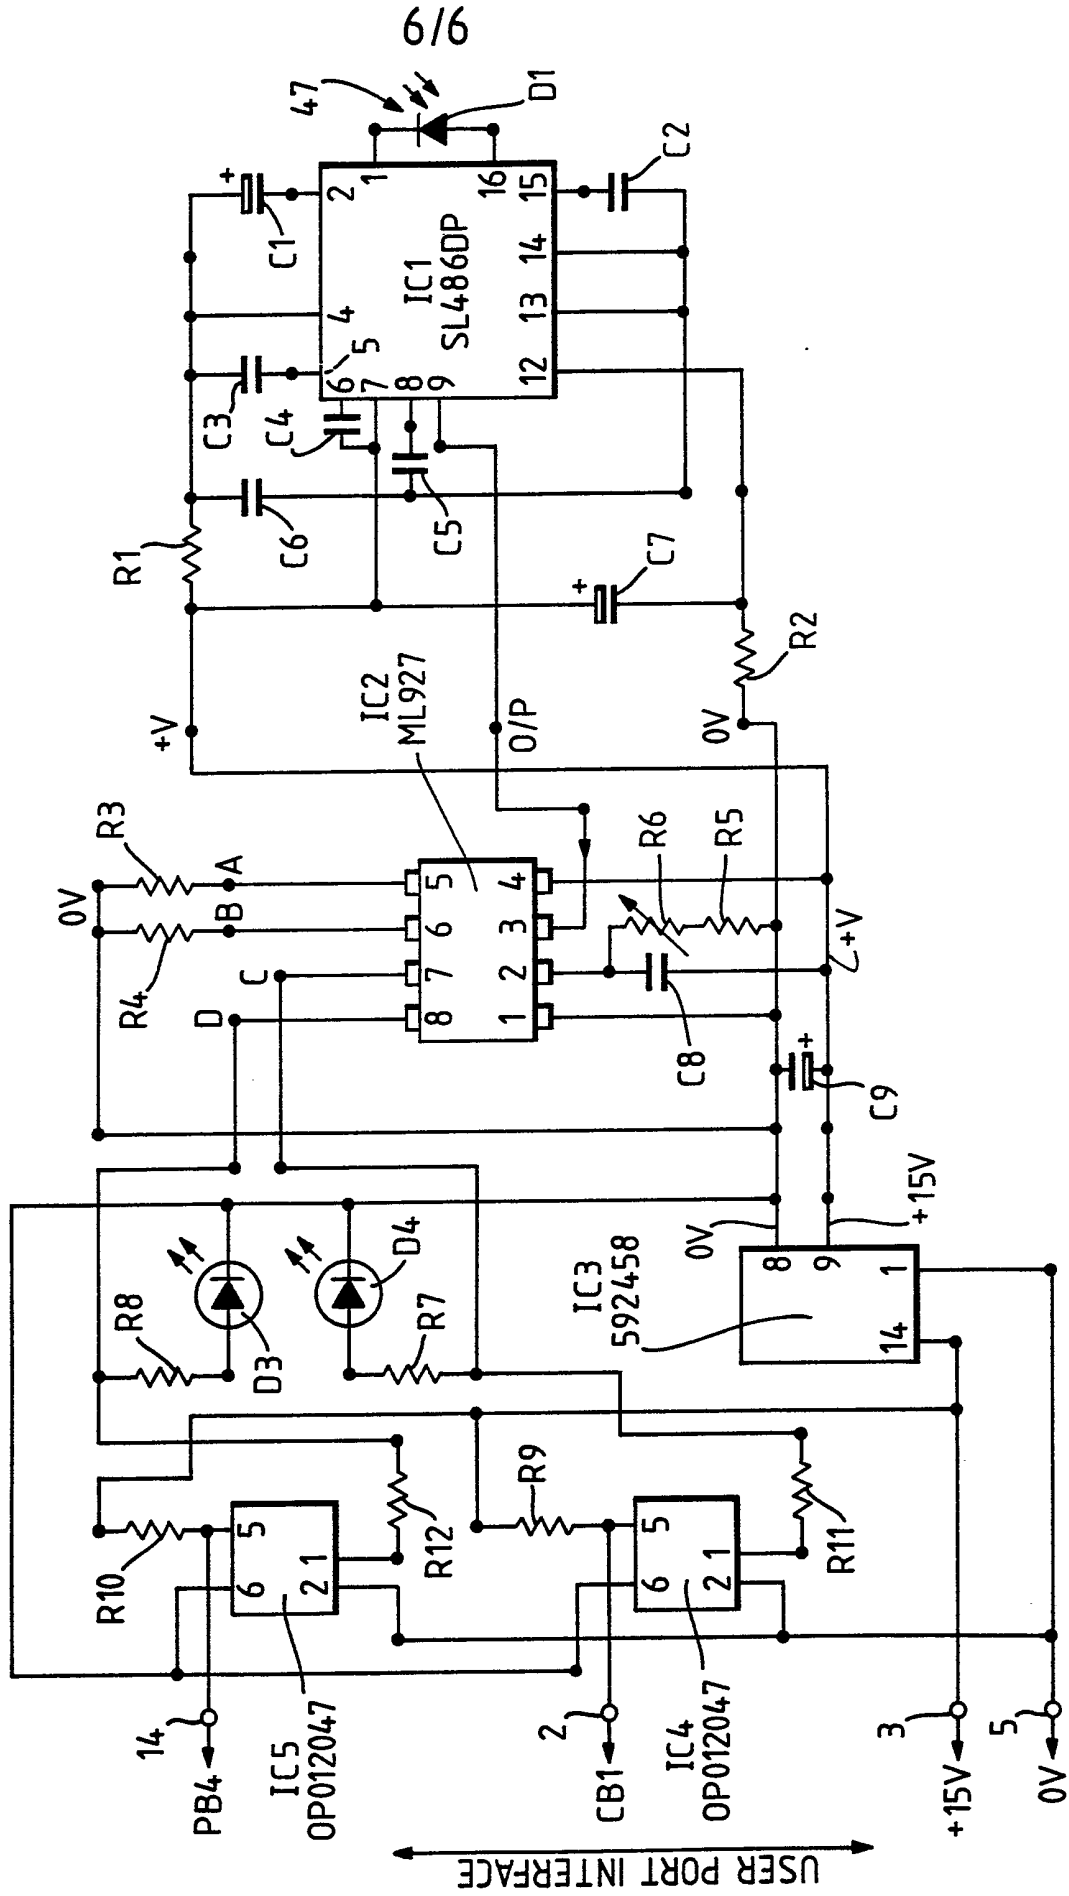 9/9
47
D1
+
C1
2
1
16
15
C2
IC1
SL486DP
14
13
12
4
5
6
7
8
9
C3
C4
C5
C6
R1
+
C7
R2
0V
+V
IC2
ML927
O/P
R3
0V
R4
A
B
C
D
5
6
7
8
4
3
2
1
R6
R5
C8
+V
+
C9
0V
+15V
IC3
592458
8
9
1
14
R8
D3
D4
R7
R9
R10
R12
R11
5
6
1
2
5
6
1
2
IC5
OP012047
IC4
OP012047
14
PB4
2
CB1
3
+15V
5
0V
USER PORT INTERFACE